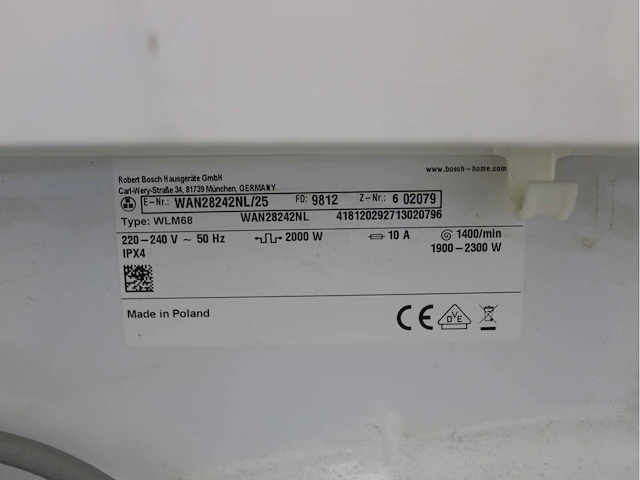 Robert Bosch Hausgeräte GmbH
Carl-Wery-Straße 34, 81739 München, GERMANY
www.bosch-home.com
E-Nr.: WAN28242NL/25 FD: 9812 Z-Nr.: 6 02079
Type: WLM68 WAN28242NL 418120292713020796
220-240 V ~ 50 Hz 2000 W 10 A 1400/min
IPX4 1900-2300 W
Made in Poland CE DVE